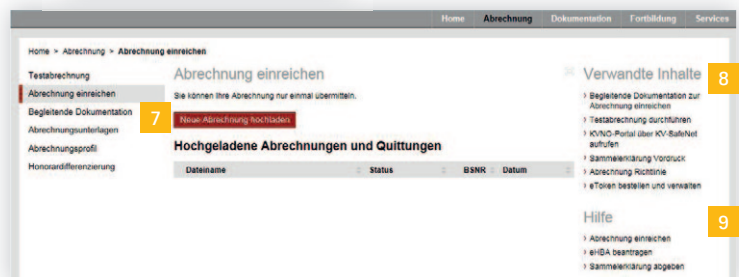 Home Abrechnung Dokumentation Fortbildung Services
Home > Abrechnung > Abrechnung einreichen
Testabrechnung
Abrechnung einreichen
Begleitende Dokumentation
Abrechnungsunterlagen
Abrechnungsprofil
Honorardifferenzierung
Abrechnung einreichen
Sie können Ihre Abrechnung nur einmal übermitteln.
7
Neue Abrechnung hochladen
Hochgeladene Abrechnungen und Quittungen
Dateiname Status BSNR Datum
Verwandte Inhalte
8
Begleitende Dokumentation zur
Abrechnung einreichen
Testabrechnung durchführen
KVNO-Portal über KV-SafeNet
aufrufen
Sammelerklärung Vordruck
Abrechnung Richtlinie
eToken bestellen und verwalten
Hilfe
9
Abrechnung einreichen
eHBA beantragen
Sammelerklärung abgeben